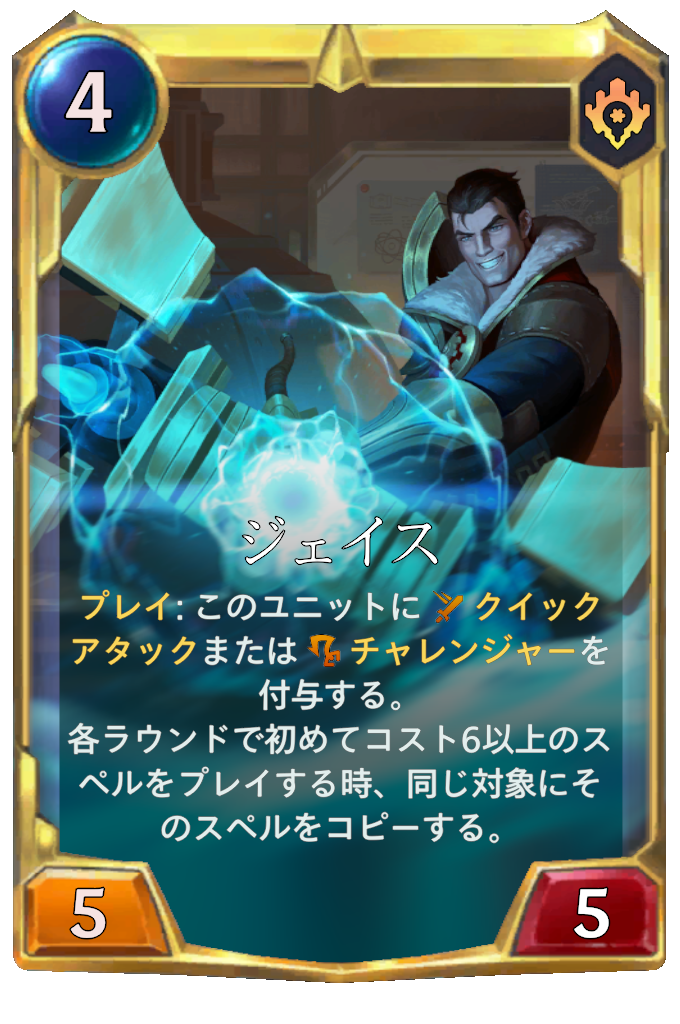 4
ジェイス
プレイ: このユニットに クイック
アタックまたは チャレンジャーを
付与する。
各ラウンドで初めてコスト6以上のス
ペルをプレイする時、同じ対象にそ
のスペルをコピーする。
5
5